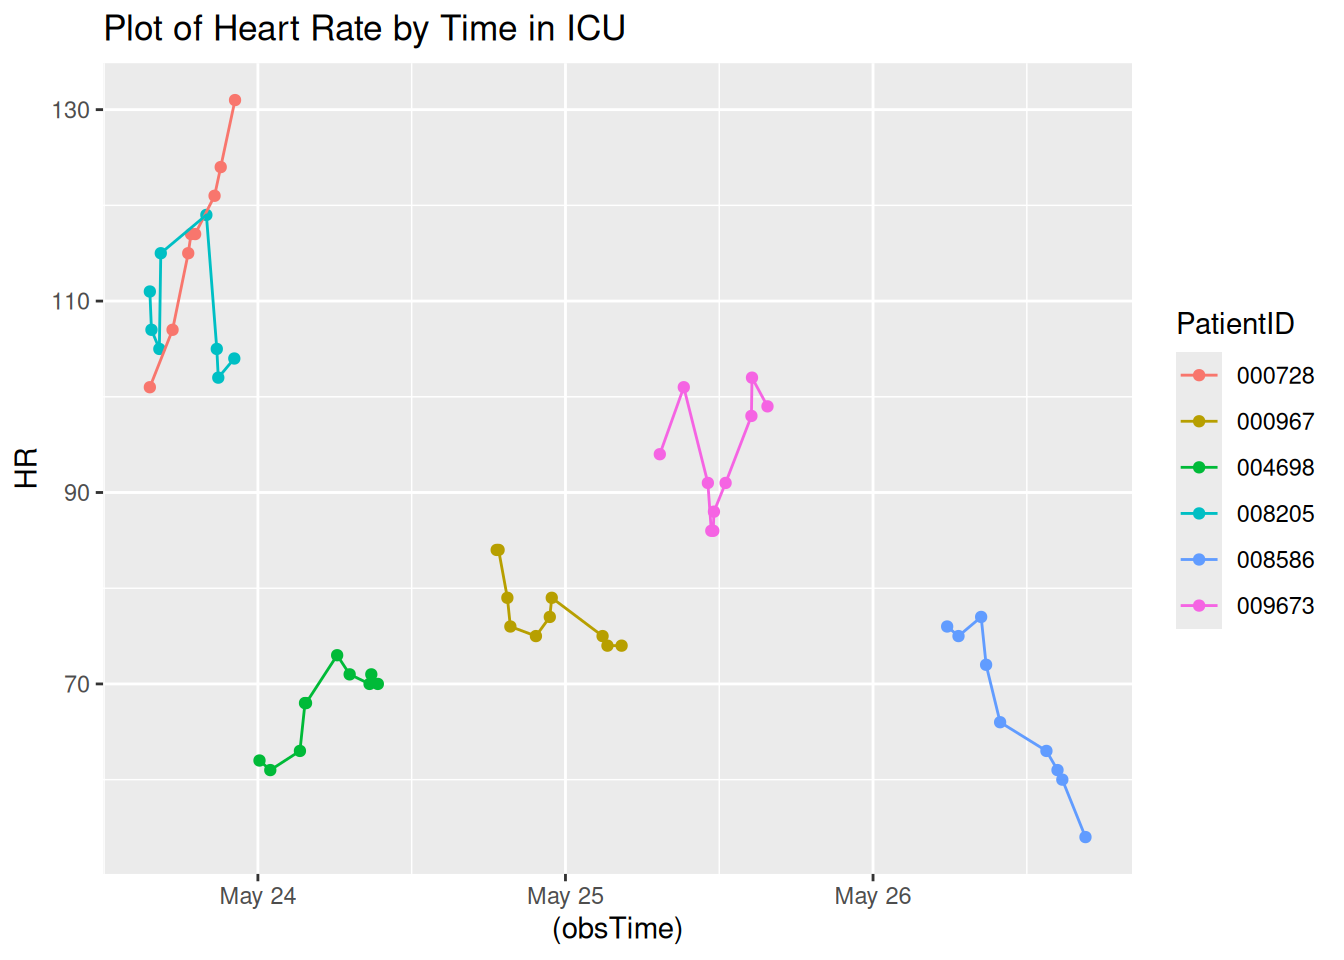 Plot of Heart Rate by Time in ICU
130
110
90
70
HR
May 24
May 25
May 26
(obsTime)
PatientID
000728
000967
004698
008205
008586
009673